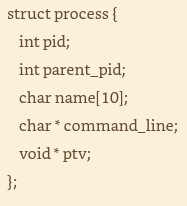 struct process {
int pid;
int parent_pid;
char name[10];
char * command_line;
void * ptv;
};